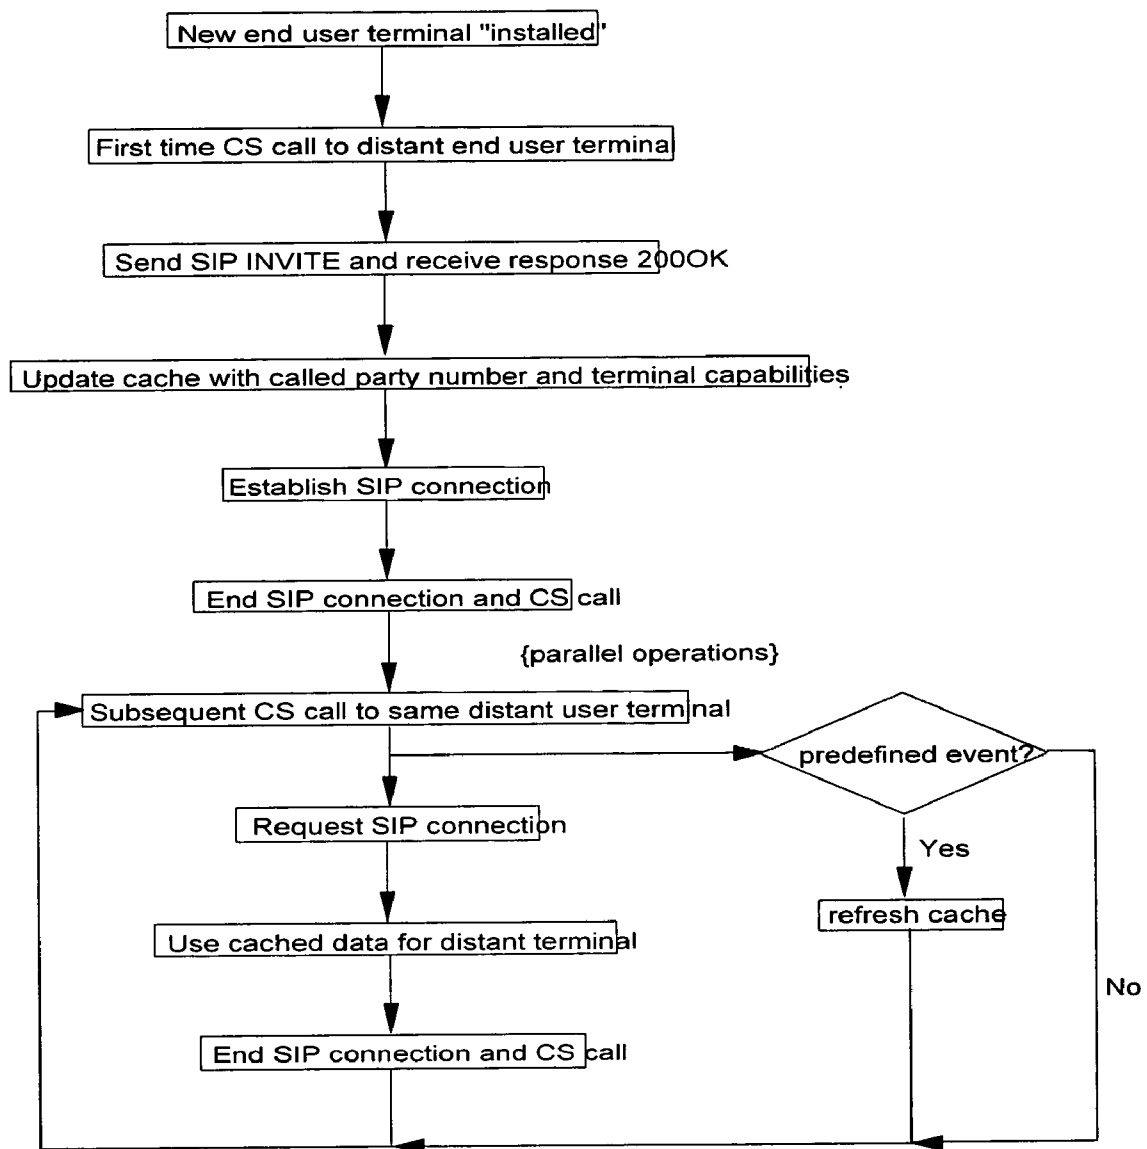 New end user terminal "installed"
First time CS call to distant end user terminal
Send SIP INVITE and receive response 200OK
Update cache with called party number and terminal capabilities
Establish SIP connection
End SIP connection and CS call
{parallel operations}
Subsequent CS call to same distant user terminal
predefined event?
Request SIP connection
Yes
refresh cache
Use cached data for distant terminal
No
End SIP connection and CS call